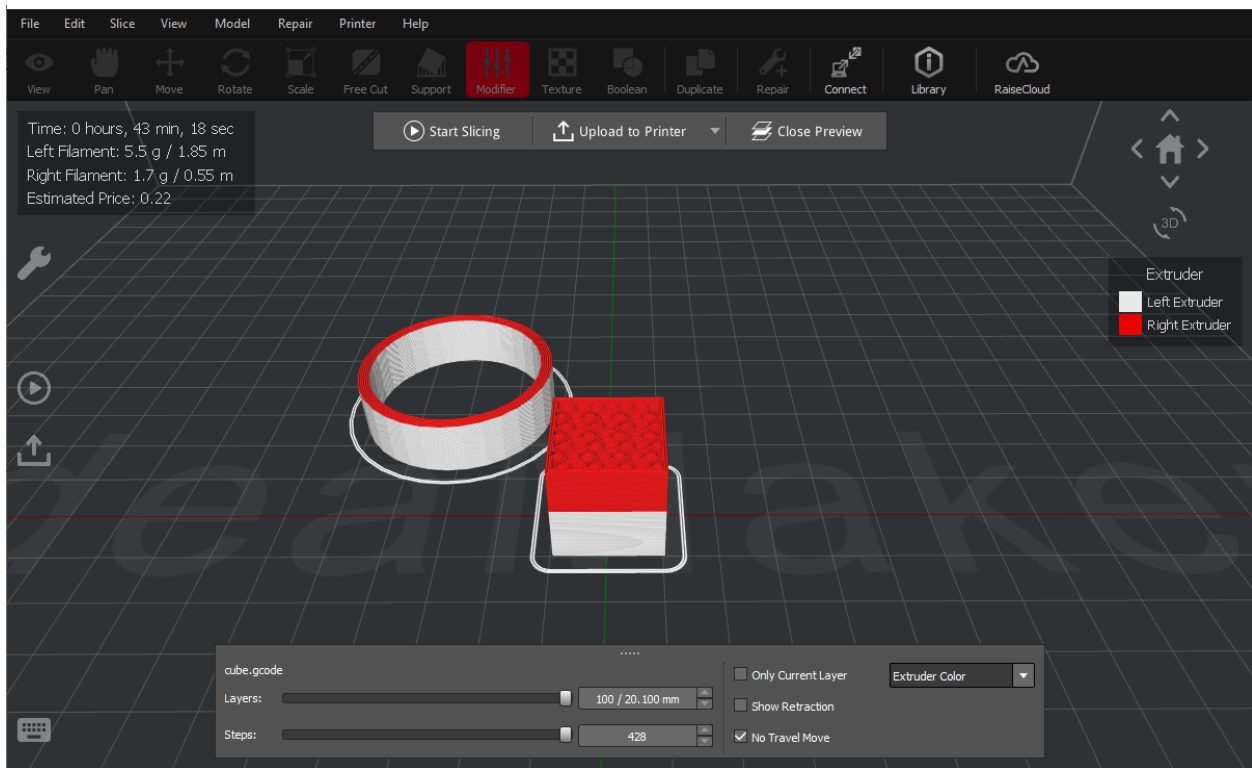 File Edit Slice View Model Repair Printer Help
View Pan Move Rotate Scale Free Cut Support Modifier Texture Boolean Duplicate Repair Connect Library RaiseCloud
Time: 0 hours, 43 min, 18 sec
Left Filament: 5.5 g / 1.85 m
Right Filament: 1.7 g / 0.55 m
Estimated Price: 0.22
Start Slicing Upload to Printer Close Preview
3D
Extruder
Left Extruder
Right Extruder
cube.gcode
Layers: 100 / 20.100 mm
Steps: 428
Only Current Layer
Show Retraction
No Travel Move
Extruder Color